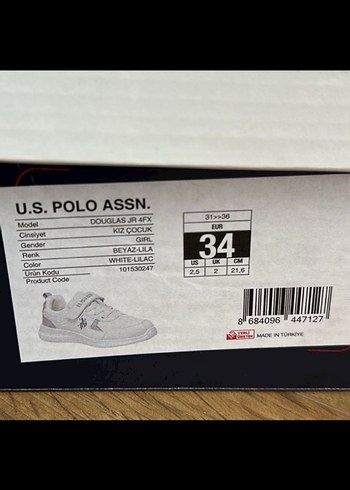 U.S. POLO ASSN.
Model DOUGLAS JR 4FX
Cinsiyet KIZ ÇOCUK
Gender GIRL
Renk BEYAZ-LILA
Color WHITE-LILAC
Ürün Kodu 101530247
Product Code
31>>36
EUR
34
US UK CM
2,5 2 21,6
8 684096 447127
YERLİ ÜRETİM MADE IN TÜRKİYE